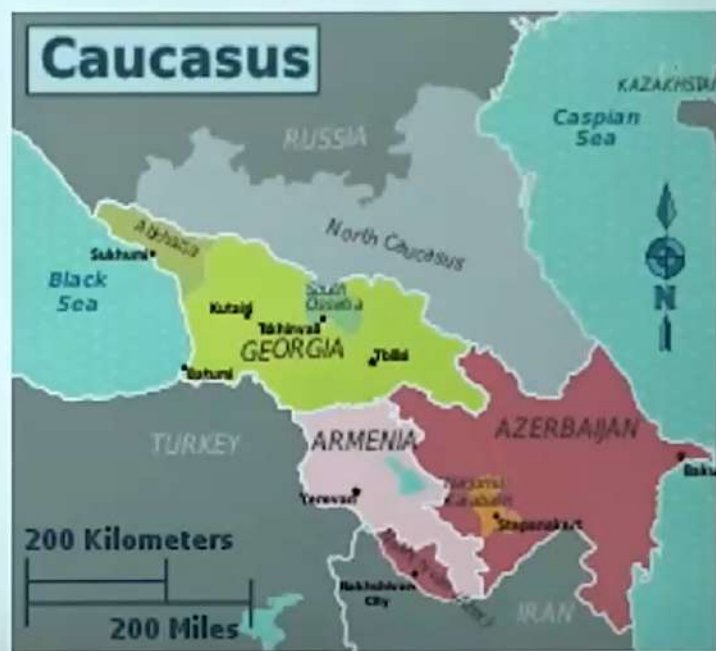 Caucasus
RUSSIA
KAZAKHSTA
Caspian
Sea
North Caucasus
Abkhazia
Sukhumi
Black
Sea
N
South
Ossetia
Kutaisi
Tskhinvali
GEORGIA
Tbilisi
Batumi
ARMENIA
AZERBAIJAN
TURKEY
Baku
Yerevan
Nagorno
Karabakh
Stepanakert
200 Kilometers
Nakhchivan
City
IRAN
200 Miles